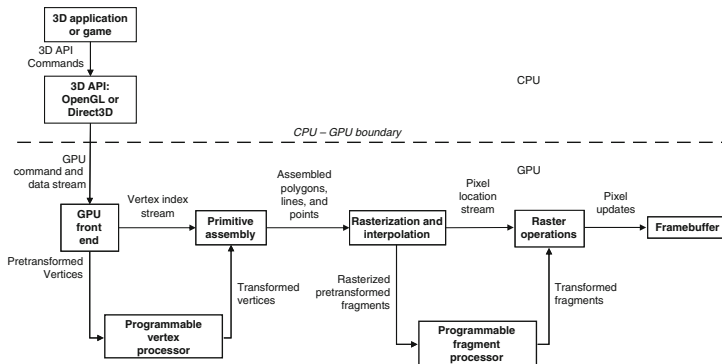 3D application
or game
3D API
Commands
3D API:
OpenGL or
Direct3D
CPU
CPU – GPU boundary
GPU
GPU
command and
data stream
GPU
front
end
Vertex index
stream
Primitive
assembly
Assembled
polygons,
lines, and
points
Rasterization and
interpolation
Pixel
location
stream
Raster
operations
Pixel
updates
Framebuffer
Pretransformed
Vertices
Transformed
vertices
Rasterized
pretransformed
fragments
Transformed
fragments
Programmable
vertex
processor
Programmable
fragment
processor